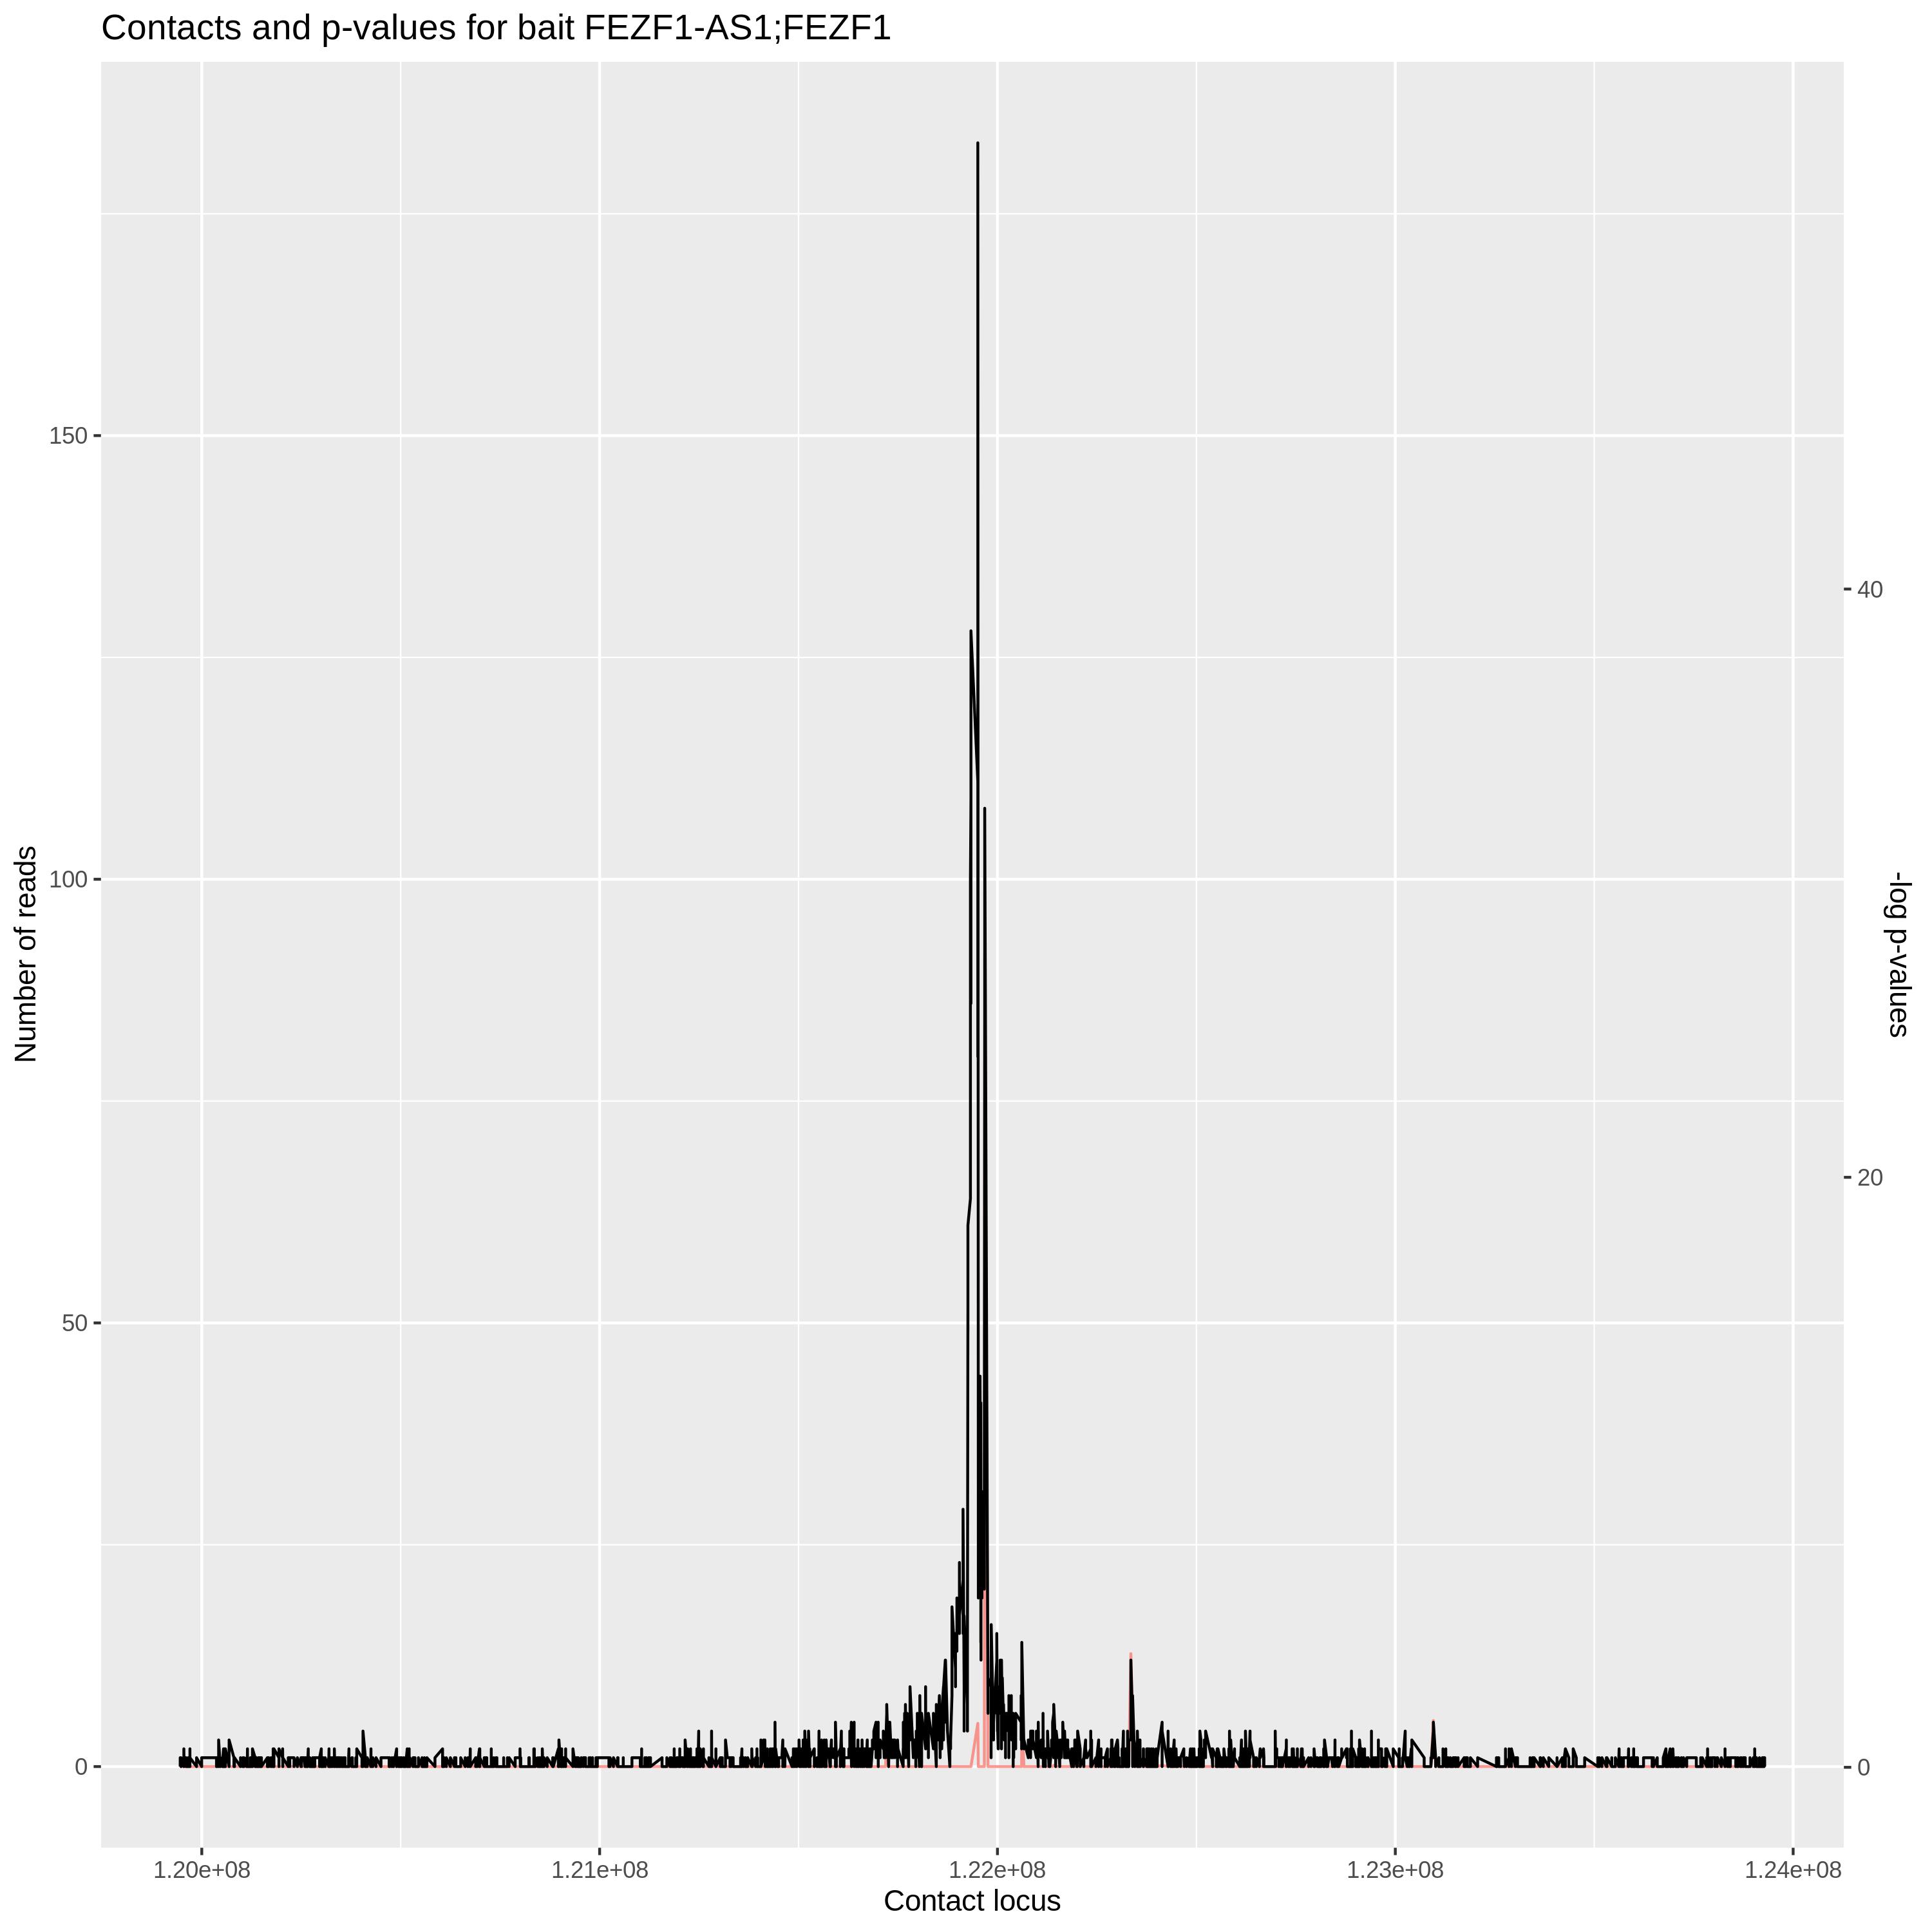 Contacts and p-values for bait FEZF1-AS1;FEZF1
Number of reads
150
100
50
0
40
20
0
-log p-values
1.20e+08 1.21e+08 1.22e+08 1.23e+08 1.24e+08
Contact locus